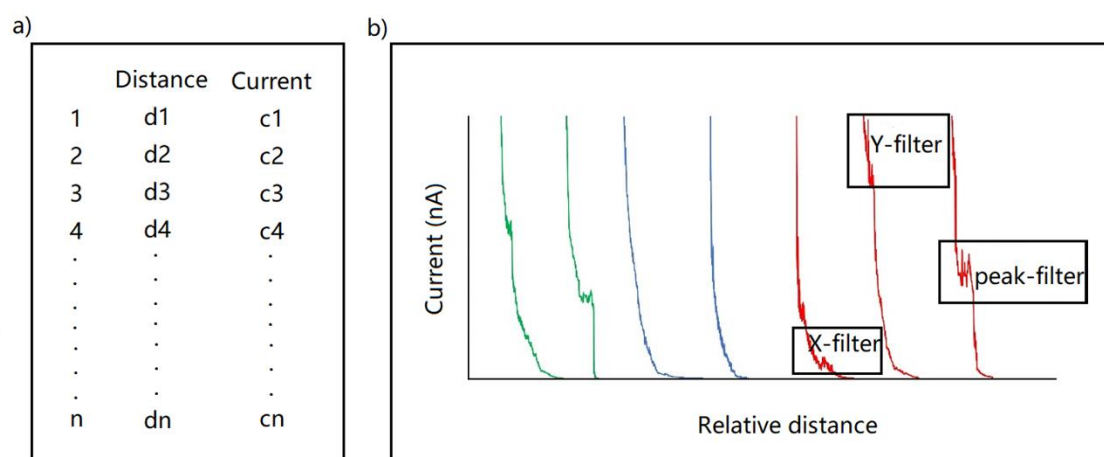 a)
Distance Current
1 d1 c1
2 d2 c2
3 d3 c3
4 d4 c4
. . .
. . .
. . .
. . .
. . .
. . .
. . .
n dn cn
b)
Current (nA)
Y-filter
peak-filter
X-filter
Relative distance